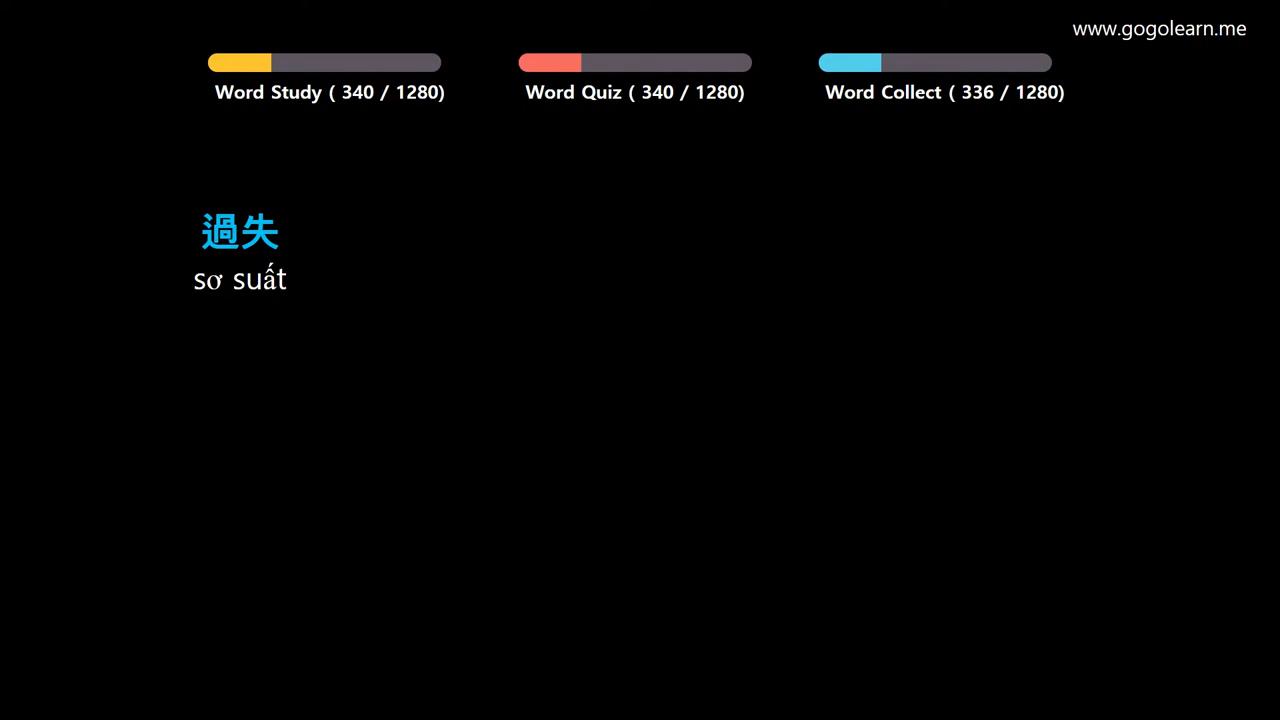 www.gogolearn.me
Word Study ( 340 / 1280)
Word Quiz ( 340 / 1280)
Word Collect ( 336 / 1280)
過失
sơ suất